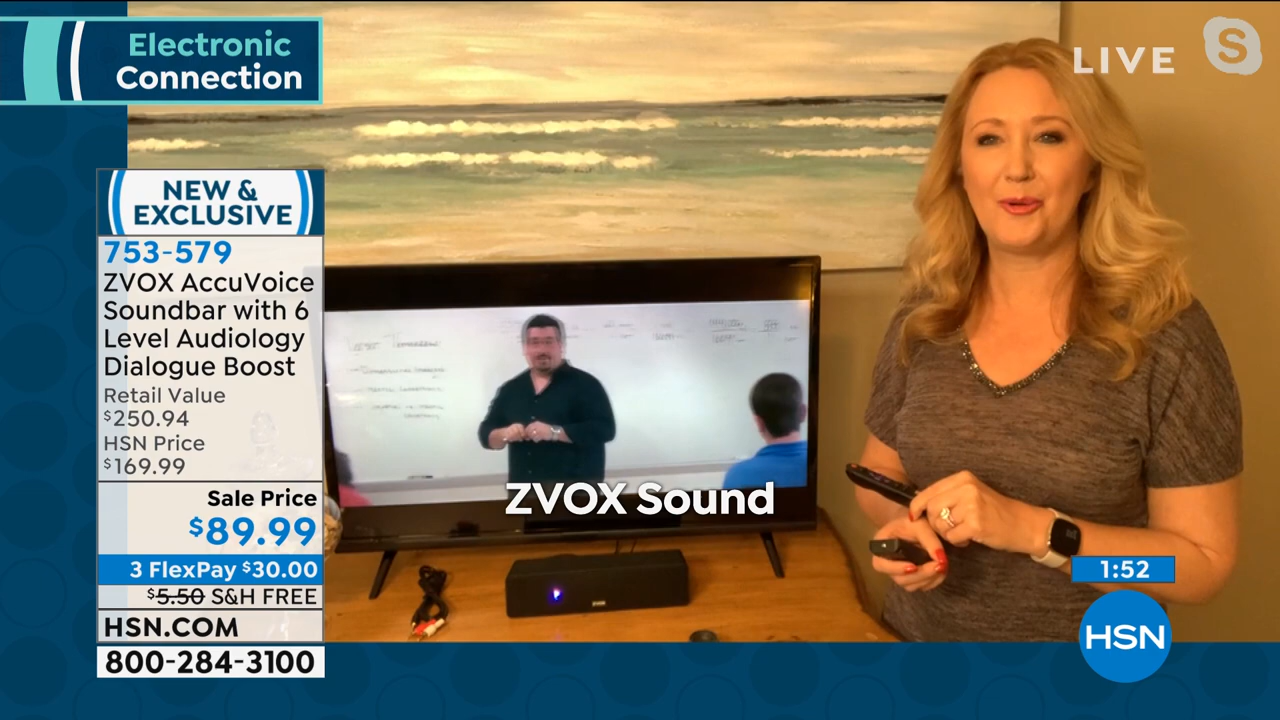 Electronic
Connection
LIVE
S
NEW &
EXCLUSIVE
753-579
ZVOX AccuVoice
Soundbar with 6
Level Audiology
Dialogue Boost
Retail Value
$250.94
HSN Price
$169.99
Sale Price
$89.99
3 FlexPay $30.00
$5.50 S&H FREE
HSN.COM
800-284-3100
ZVOX Sound
1:52
HSN